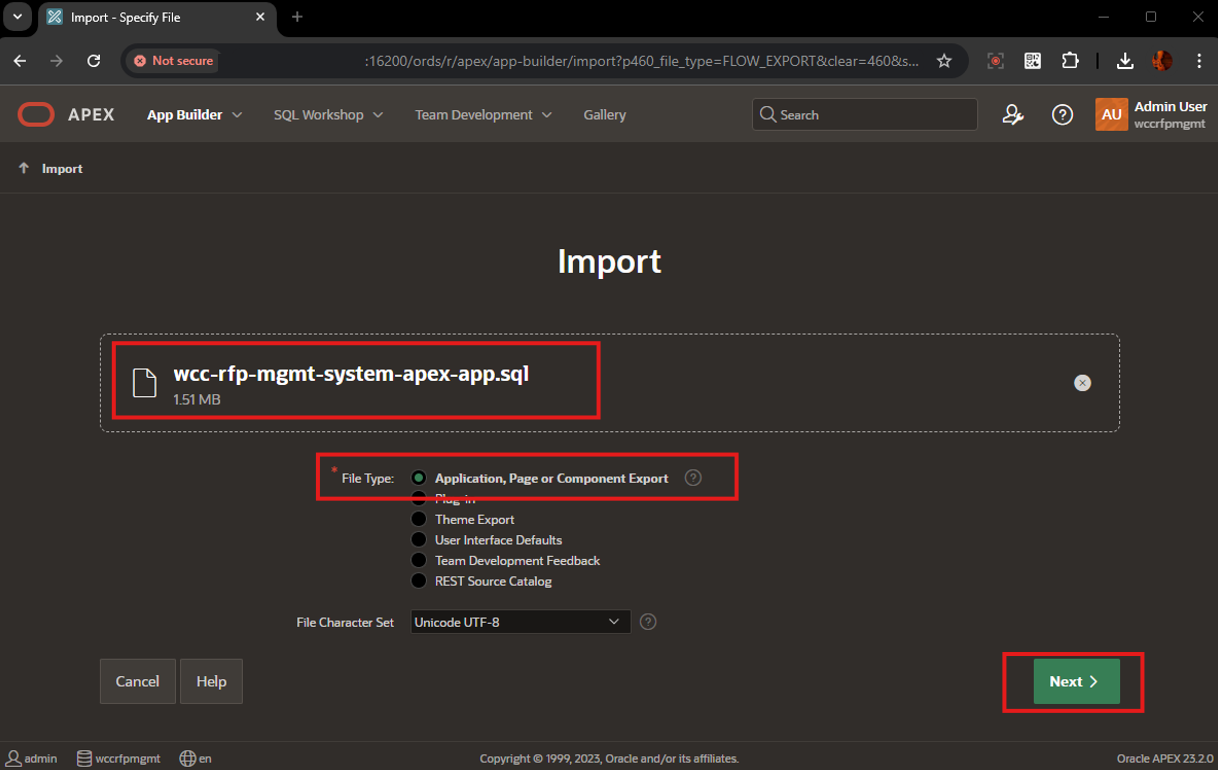 Import - Specify File
Not secure
:16200/ords/r/apex/app-builder/import?p460_file_type=FLOW_EXPORT&clear=460&s...
APEX
App Builder
SQL Workshop
Team Development
Gallery
Search
AU
Admin User
wccrfpmgmt
Import
Import
wcc-rfp-mgmt-system-apex-app.sql
1.51 MB
* File Type:
Application, Page or Component Export
Plug-in
Theme Export
User Interface Defaults
Team Development Feedback
REST Source Catalog
File Character Set
Unicode UTF-8
Cancel
Help
Next
admin
wccrfpmgmt
en
Copyright © 1999, 2023, Oracle and/or its affiliates.
Oracle APEX 23.2.0